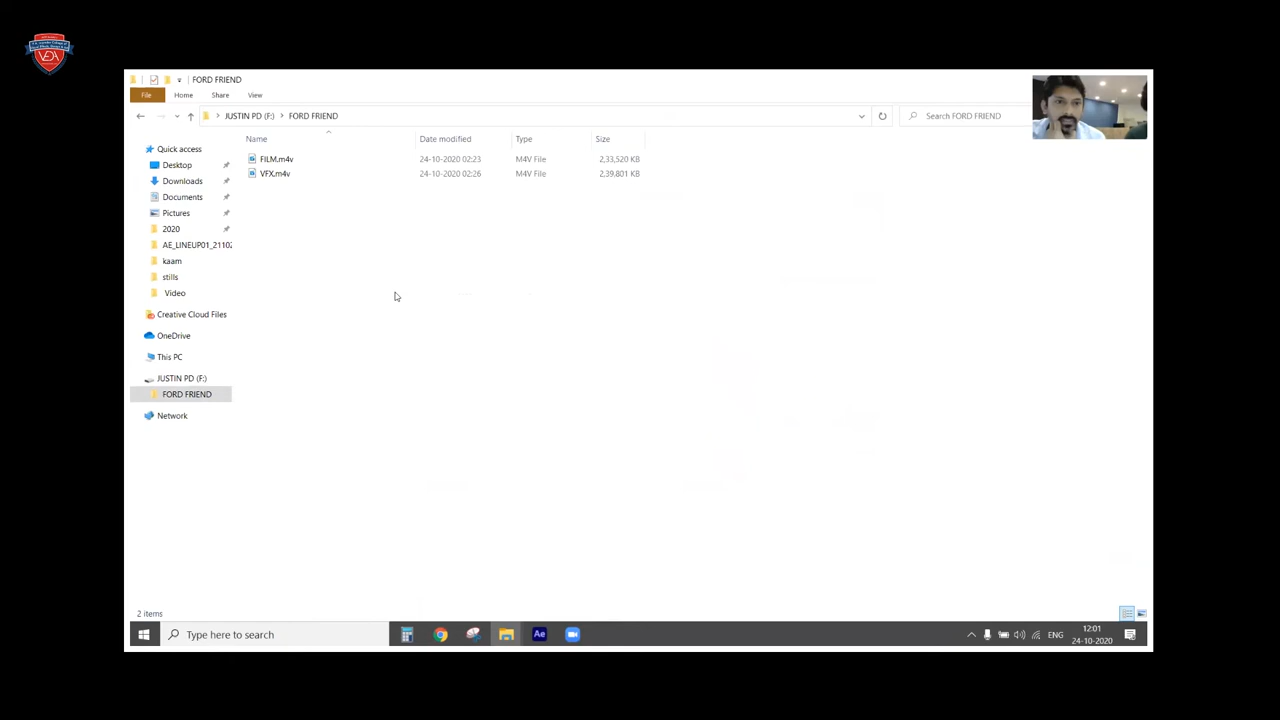 VEDA
FORD FRIEND
File Home Share View
JUSTIN PD (F:) FORD FRIEND
Search FORD FRIEND
Name Date modified Type Size
FILM.m4v 24-10-2020 02:23 M4V File 2,33,520 KB
VFX.m4v 24-10-2020 02:26 M4V File 2,39,801 KB
Quick access
Desktop
Downloads
Documents
Pictures
2020
AE_LINEUP01_21102
kaam
stills
Video
Creative Cloud Files
OneDrive
This PC
JUSTIN PD (F:)
FORD FRIEND
Network
2 items
Type here to search
Ae
ENG
12:01
24-10-2020